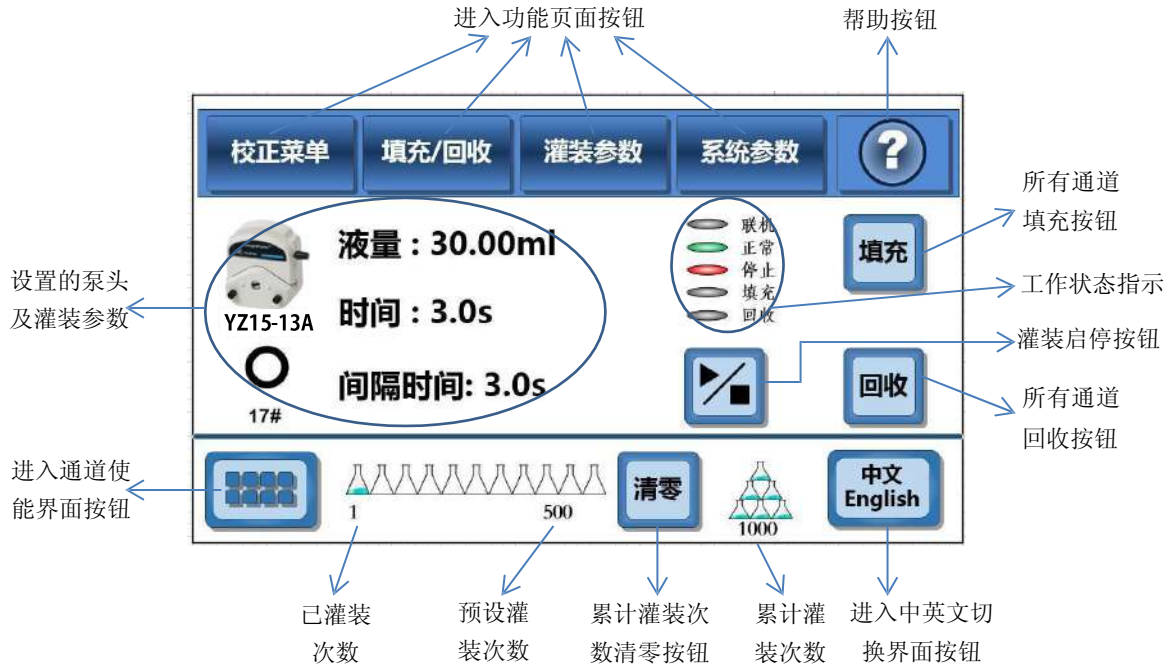 进入功能页面按钮
帮助按钮
校正菜单
填充/回收
灌装参数
系统参数
?
所有通道
填充按钮
设置的泵头
及灌装参数
YZ15-13A
17#
液量：30.00ml
时间：3.0s
间隔时间: 3.0s
联机
正常
停止
填充
回收
填充
工作状态指示
灌装启停按钮
回收
所有通道
回收按钮
进入通道使
能界面按钮
1
500
清零
1000
中文
English
已灌装
次数
预设灌
装次数
累计灌装次
数清零按钮
累计灌
装次数
进入中英文切
换界面按钮